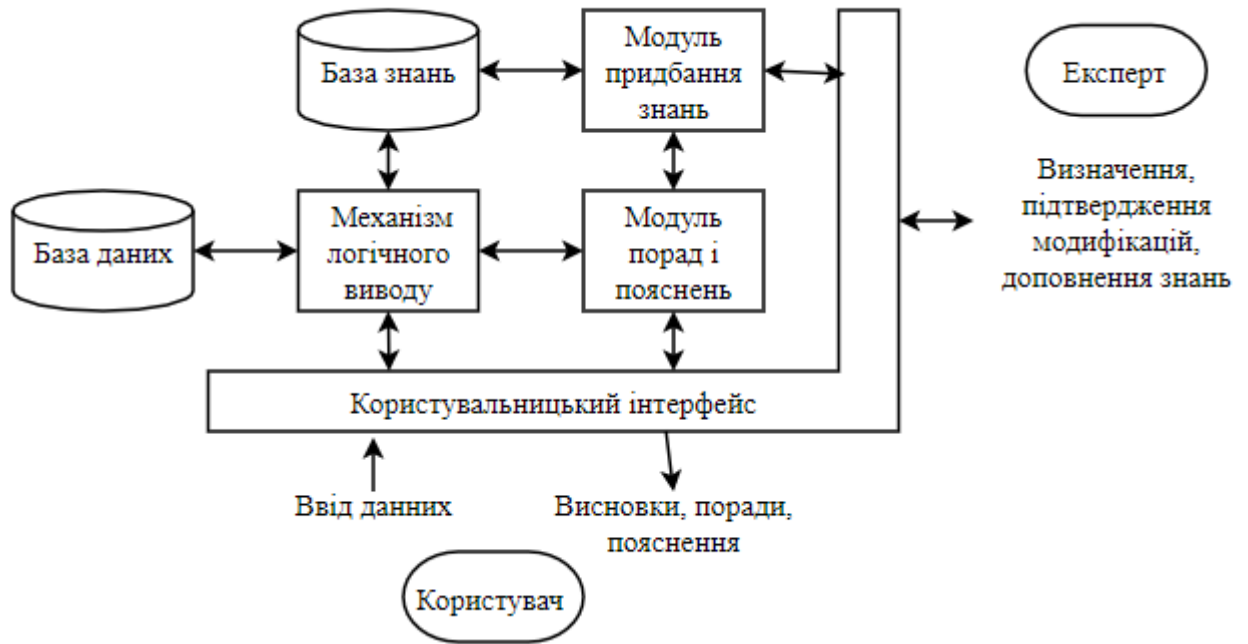 База знань
Модуль
придбання
знань
Експерт
Визначення,
підтвердження
модифікацій,
доповнення знань
База даних
Механізм
логічного
виводу
Модуль
порад і
пояснень
Користувальницький інтерфейс
Ввід данних
Висновки, поради,
пояснення
Користувач